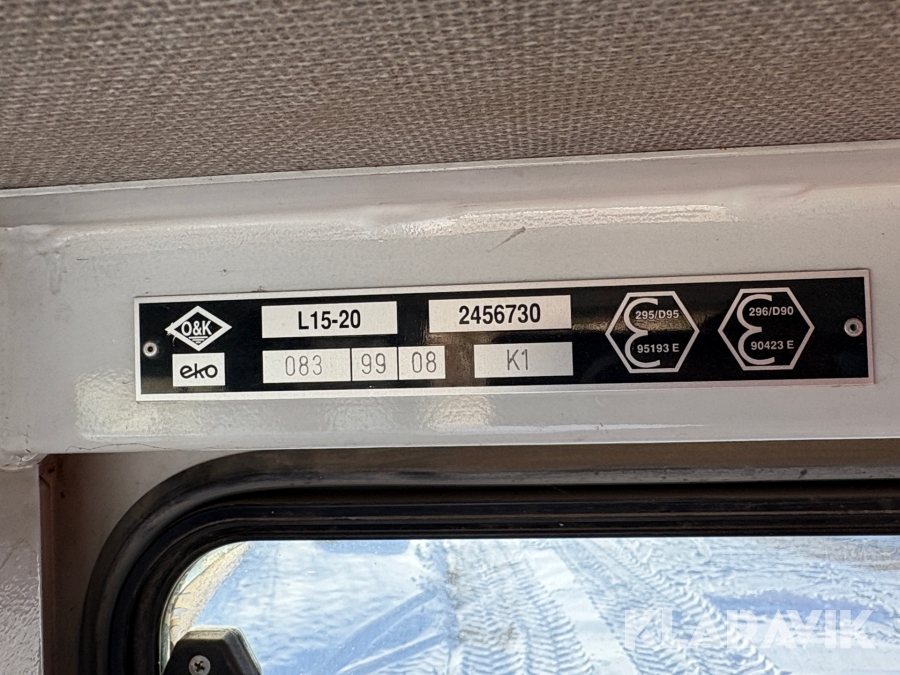 O&K
L15-20
2456730
295/D95
95193 E
296/D90
90423 E
eko
083 99 08
K1
KLARAVIK